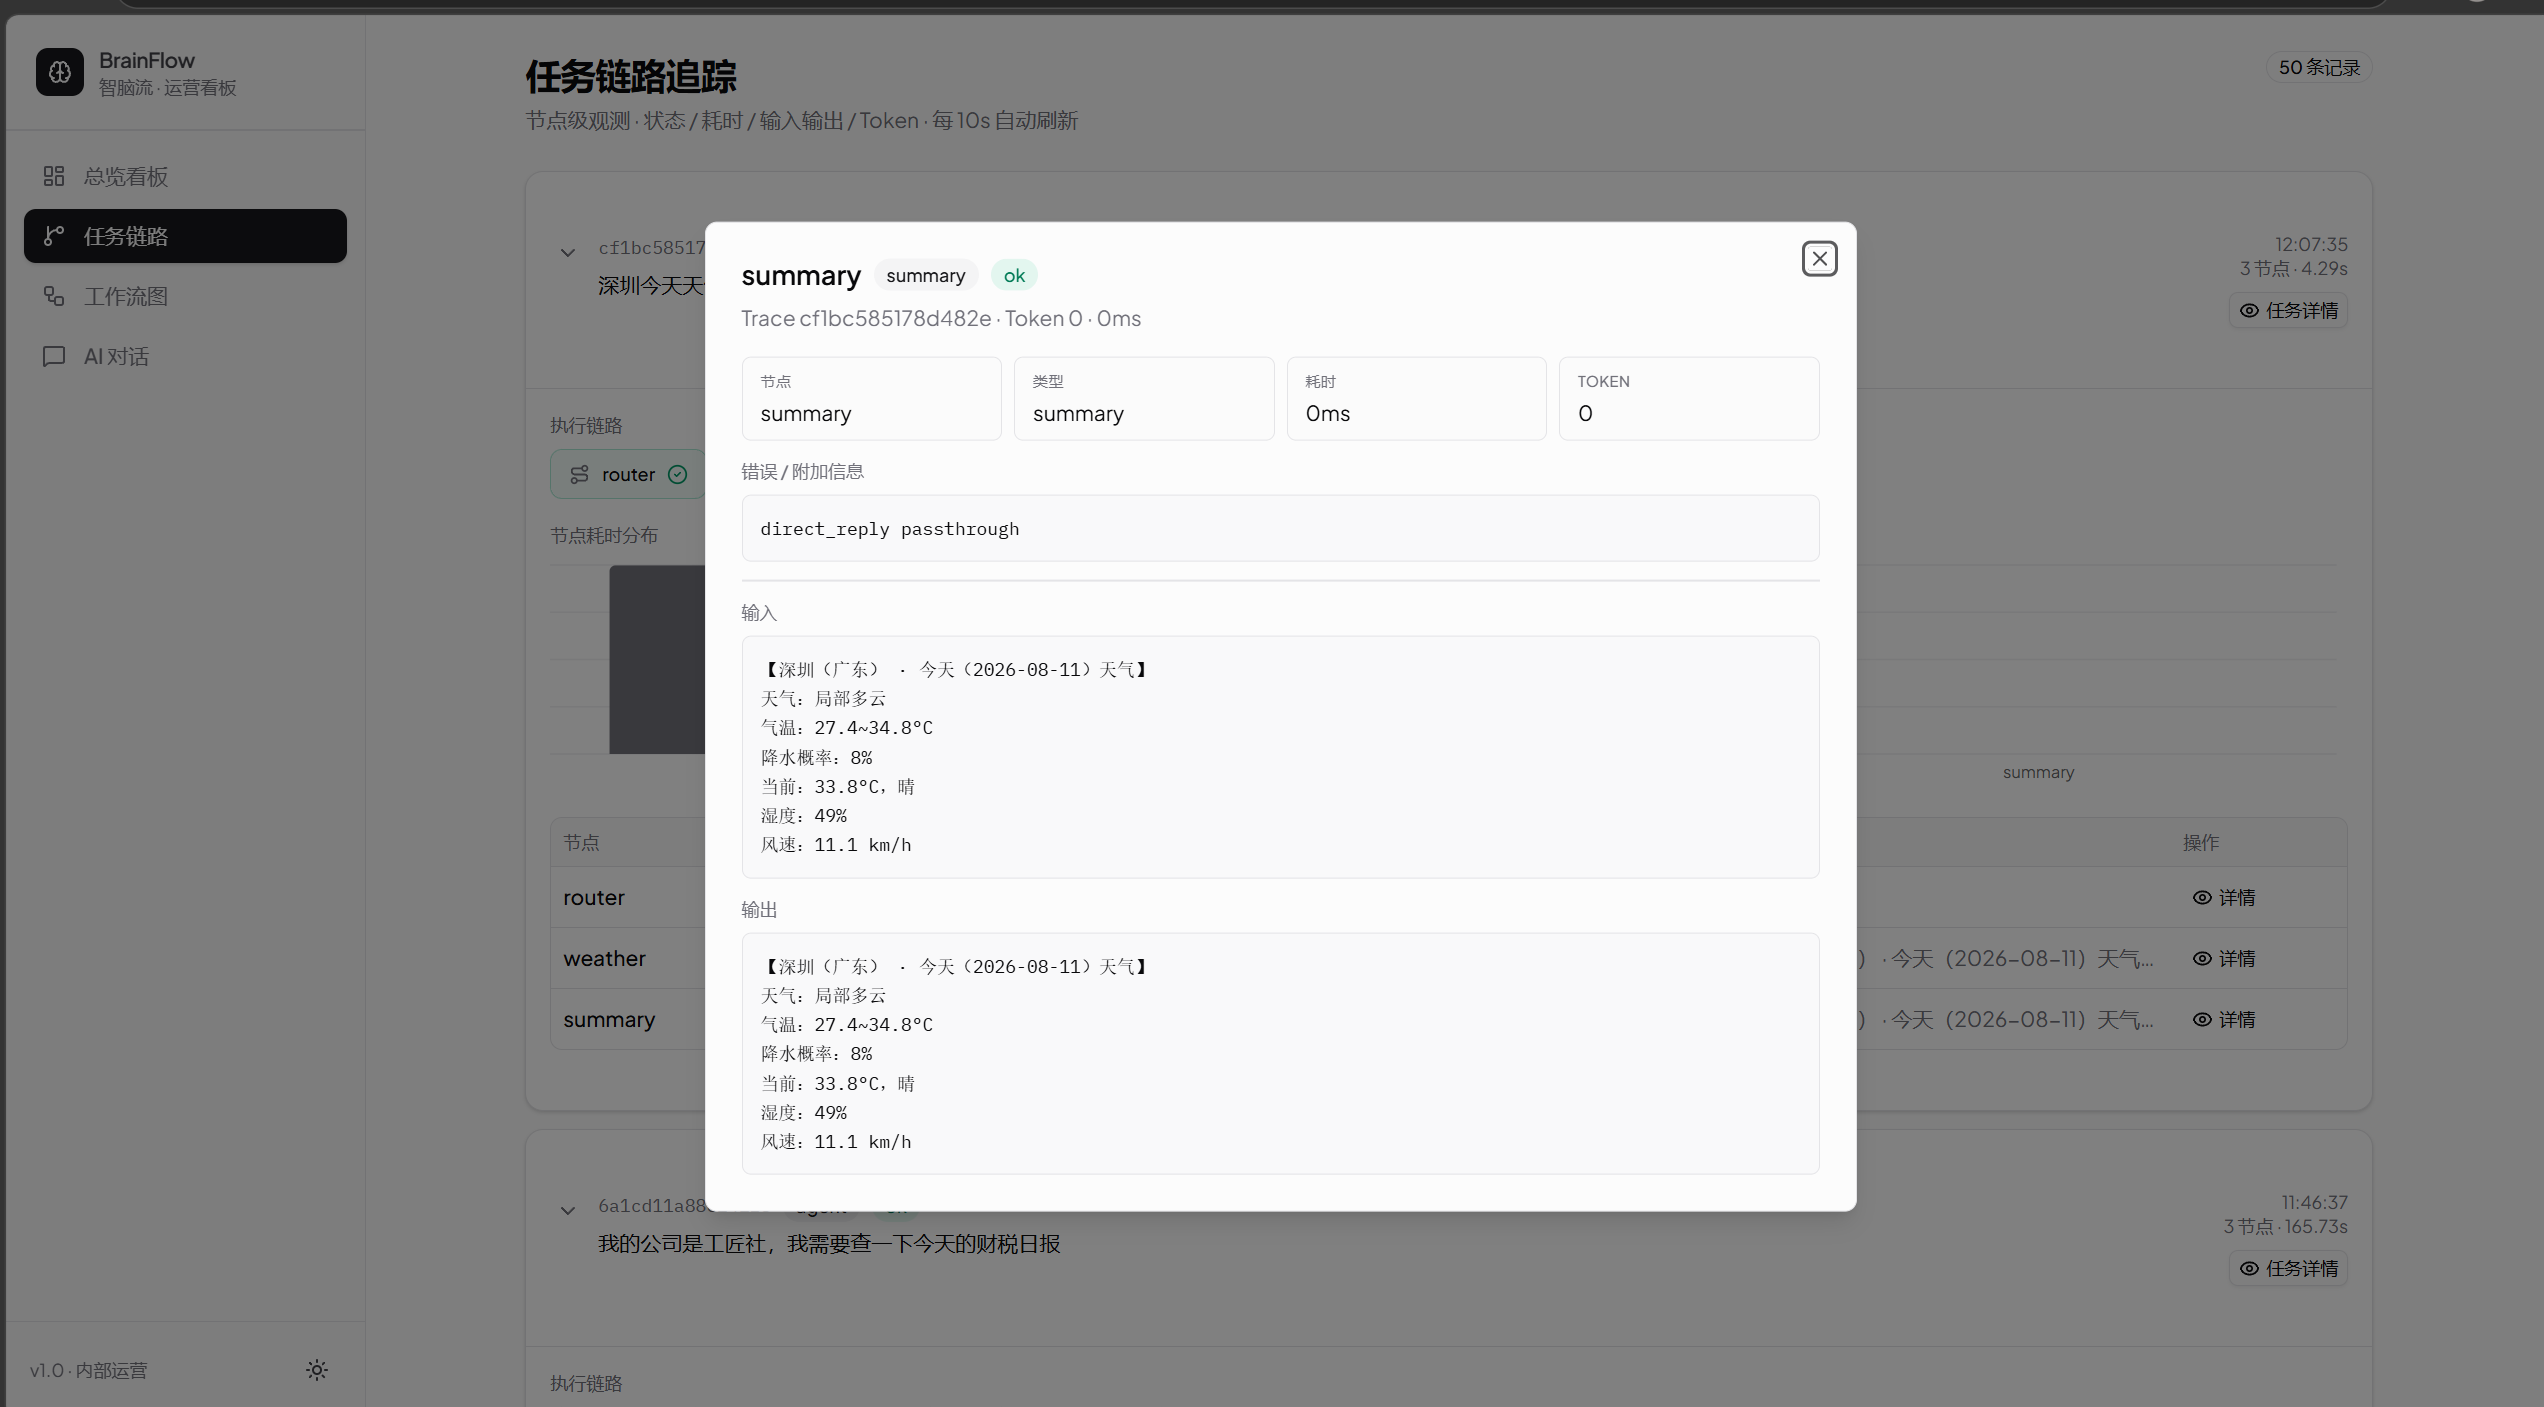 BrainFlow
智脑流 · 运营看板
总览看板
任务链路
工作流图
AI 对话
v1.0 · 内部运营
任务链路追踪
50 条记录
节点级观测 · 状态 / 耗时 / 输入输出 / Token · 每 10s 自动刷新
cf1bc58517
深圳今天天
12:07:35
3 节点 · 4.29s
任务详情
执行链路
router
节点耗时分布
summary
节点
操作
router
详情
weather
） · 今天（2026-08-11）天气...
详情
summary
） · 今天（2026-08-11）天气...
详情
summary
summary
ok
Trace cf1bc585178d482e · Token 0 · 0ms
节点
summary
类型
summary
耗时
0ms
TOKEN
0
错误 / 附加信息
direct_reply passthrough
输入
【深圳（广东） · 今天（2026-08-11）天气】
天气：局部多云
气温：27.4~34.8°C
降水概率：8%
当前：33.8°C，晴
湿度：49%
风速：11.1 km/h
输出
【深圳（广东） · 今天（2026-08-11）天气】
天气：局部多云
气温：27.4~34.8°C
降水概率：8%
当前：33.8°C，晴
湿度：49%
风速：11.1 km/h
6a1cd11a88
我的公司是工匠社，我需要查一下今天的财税日报
11:46:37
3 节点 · 165.73s
任务详情
执行链路